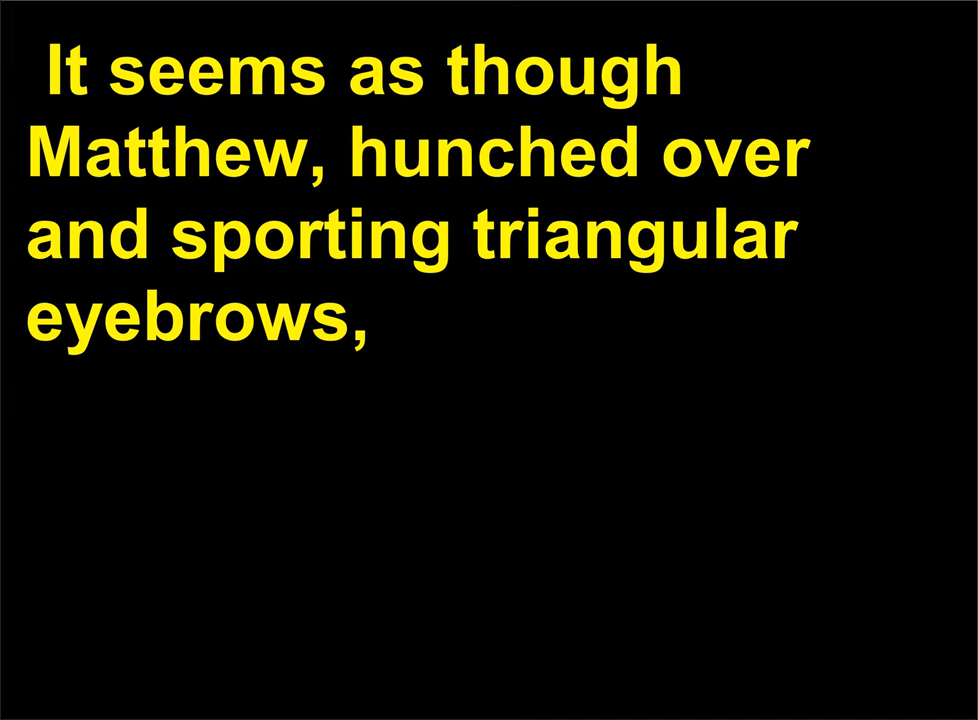 It seems as though
Matthew, hunched over
and sporting triangular
eyebrows,